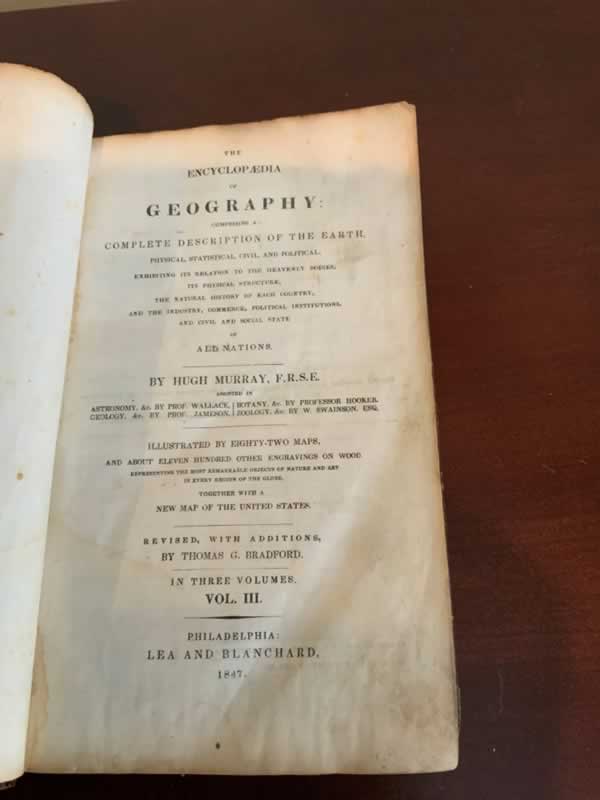 THE
ENCYCLOPÆDIA
OF
GEOGRAPHY:
COMPRISING A
COMPLETE DESCRIPTION OF THE EARTH,
PHYSICAL, STATISTICAL, CIVIL, AND POLITICAL.
EXHIBITING ITS RELATION TO THE HEAVENLY BODIES,
ITS PHYSICAL STRUCTURE,
THE NATURAL HISTORY OF EACH COUNTRY,
AND THE INDUSTRY, COMMERCE, POLITICAL INSTITUTIONS,
AND CIVIL AND SOCIAL STATE
OF
ALL NATIONS.
BY HUGH MURRAY, F.R.S.E.
ASSISTED IN
ASTRONOMY, &c. BY PROF. WALLACE, BOTANY, &c. BY PROFESSOR HOOKER.
GEOLOGY, &c. BY PROF. JAMESON, ZOOLOGY, &c. BY W. SWAINSON, ESQ.
ILLUSTRATED BY EIGHTY-TWO MAPS,
AND ABOUT ELEVEN HUNDRED OTHER ENGRAVINGS ON WOOD
REPRESENTING THE MOST REMARKABLE OBJECTS OF NATURE AND ART
IN EVERY REGION OF THE GLOBE.
TOGETHER WITH A
NEW MAP OF THE UNITED STATES.
REVISED, WITH ADDITIONS,
BY THOMAS G. BRADFORD.
IN THREE VOLUMES.
VOL. III.
PHILADELPHIA:
LEA AND BLANCHARD,
1847.